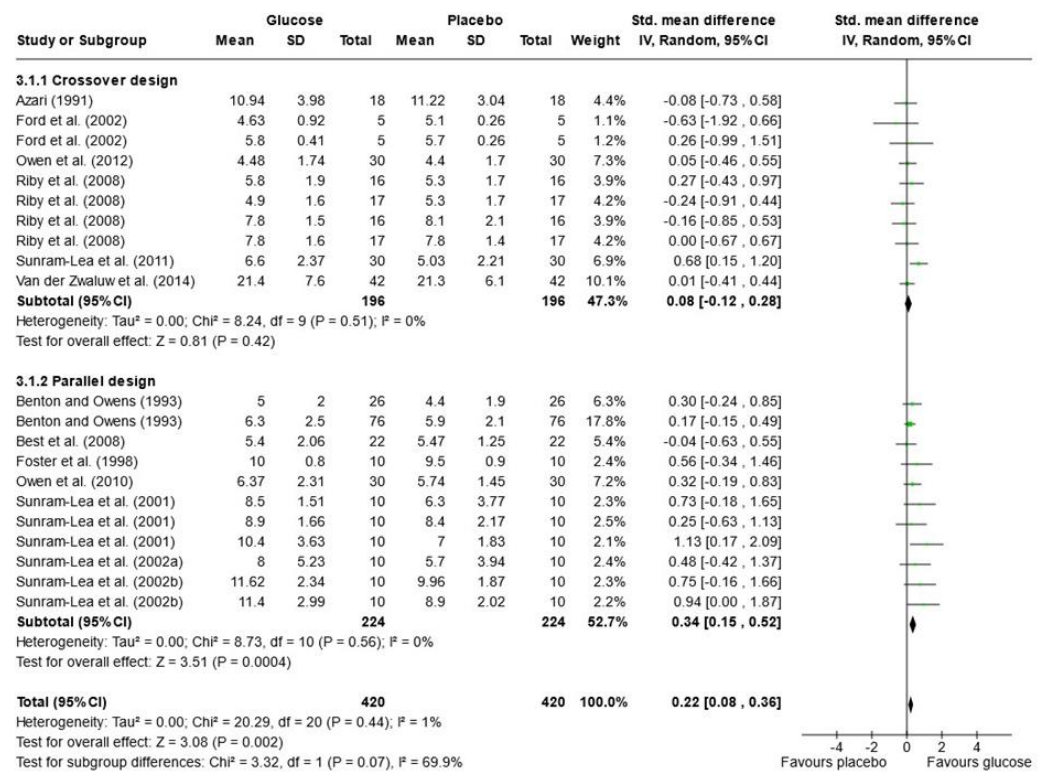 Glucose Placebo Std. mean difference Std. mean difference
Study or Subgroup Mean SD Total Mean SD Total Weight IV, Random, 95% CI IV, Random, 95% CI
3.1.1 Crossover design
Azari (1991) 10.94 3.98 18 11.22 3.04 18 4.4% -0.08 [-0.73 , 0.58]
Ford et al. (2002) 4.63 0.92 5 5.1 0.26 5 1.1% -0.63 [-1.92 , 0.66]
Ford et al. (2002) 5.8 0.41 5 5.7 0.26 5 1.2% 0.26 [-0.99 , 1.51]
Owen et al. (2012) 4.48 1.74 30 4.4 1.7 30 7.3% 0.05 [-0.46 , 0.55]
Riby et al. (2008) 5.8 1.9 16 5.3 1.7 16 3.9% 0.27 [-0.43 , 0.97]
Riby et al. (2008) 4.9 1.6 17 5.3 1.7 17 4.2% -0.24 [-0.91 , 0.44]
Riby et al. (2008) 7.8 1.5 16 8.1 2.1 16 3.9% -0.16 [-0.85 , 0.53]
Riby et al. (2008) 7.8 1.6 17 7.8 1.4 17 4.2% 0.00 [-0.67 , 0.67]
Sunram-Lea et al. (2011) 6.6 2.37 30 5.03 2.21 30 6.9% 0.68 [0.15 , 1.20]
Van der Zwaluw et al. (2014) 21.4 7.6 42 21.3 6.1 42 10.1% 0.01 [-0.41 , 0.44]
Subtotal (95% CI) 196 196 47.3% 0.08 [-0.12 , 0.28]
Heterogeneity: Tau² = 0.00; Chi² = 8.24, df = 9 (P = 0.51); I² = 0%
Test for overall effect: Z = 0.81 (P = 0.42)
3.1.2 Parallel design
Benton and Owens (1993) 5 2 26 4.4 1.9 26 6.3% 0.30 [-0.24 , 0.85]
Benton and Owens (1993) 6.3 2.5 76 5.9 2.1 76 17.8% 0.17 [-0.15 , 0.49]
Best et al. (2008) 5.4 2.06 22 5.47 1.25 22 5.4% -0.04 [-0.63 , 0.55]
Foster et al. (1998) 10 0.8 10 9.5 0.9 10 2.4% 0.56 [-0.34 , 1.46]
Owen et al. (2010) 6.37 2.31 30 5.74 1.45 30 7.2% 0.32 [-0.19 , 0.83]
Sunram-Lea et al. (2001) 8.5 1.51 10 6.3 3.77 10 2.4% 0.73 [-0.18 , 1.65]
Sunram-Lea et al. (2001) 8.9 1.66 10 8.4 2.17 10 2.5% 0.25 [-0.63 , 1.13]
Sunram-Lea et al. (2001) 10.4 3.63 10 7 1.83 10 2.1% 1.13 [0.17 , 2.09]
Sunram-Lea et al. (2002a) 8 5.23 10 5.7 3.94 10 2.4% 0.48 [-0.42 , 1.37]
Sunram-Lea et al. (2002b) 11.62 2.34 10 9.96 1.87 10 2.3% 0.75 [-0.16 , 1.66]
Sunram-Lea et al. (2002b) 11.4 2.99 10 8.9 2.02 10 2.2% 0.94 [0.00 , 1.87]
Subtotal (95% CI) 224 224 52.7% 0.34 [0.15 , 0.52]
Heterogeneity: Tau² = 0.00; Chi² = 8.73, df = 10 (P = 0.56); I² = 0%
Test for overall effect: Z = 3.51 (P = 0.0004)
Total (95% CI) 420 420 100.0% 0.22 [0.08 , 0.36]
Heterogeneity: Tau² = 0.00; Chi² = 20.29, df = 20 (P = 0.44); I² = 1%
Test for overall effect: Z = 3.08 (P = 0.002)
Test for subgroup differences: Chi² = 3.32, df = 1 (P = 0.07), I² = 69.9%
-4 -2 0 2 4
Favours placebo Favours glucose